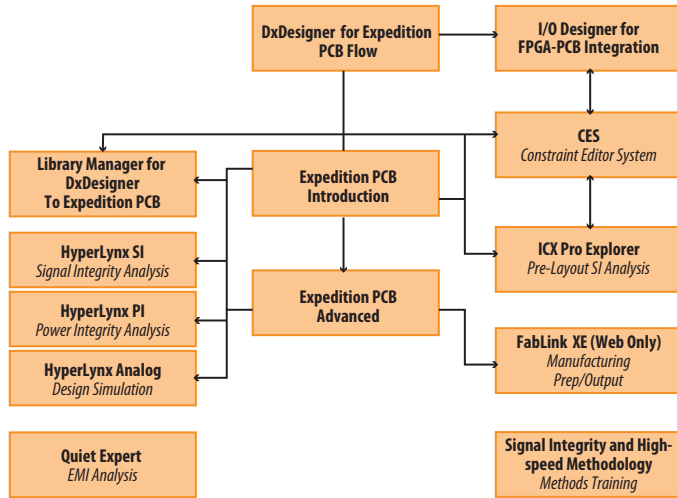 DxDesigner for Expedition
PCB Flow
I/O Designer for
FPGA-PCB Integration
CES
Constraint Editor System
Library Manager for
DxDesigner
To Expedition PCB
Expedition PCB
Introduction
HyperLynx SI
Signal Integrity Analysis
ICX Pro Explorer
Pre-Layout SI Analysis
HyperLynx PI
Power Integrity Analysis
Expedition PCB
Advanced
FabLink XE (Web Only)
Manufacturing
Prep/Output
HyperLynx Analog
Design Simulation
Quiet Expert
EMI Analysis
Signal Integrity and High-
speed Methodology
Methods Training